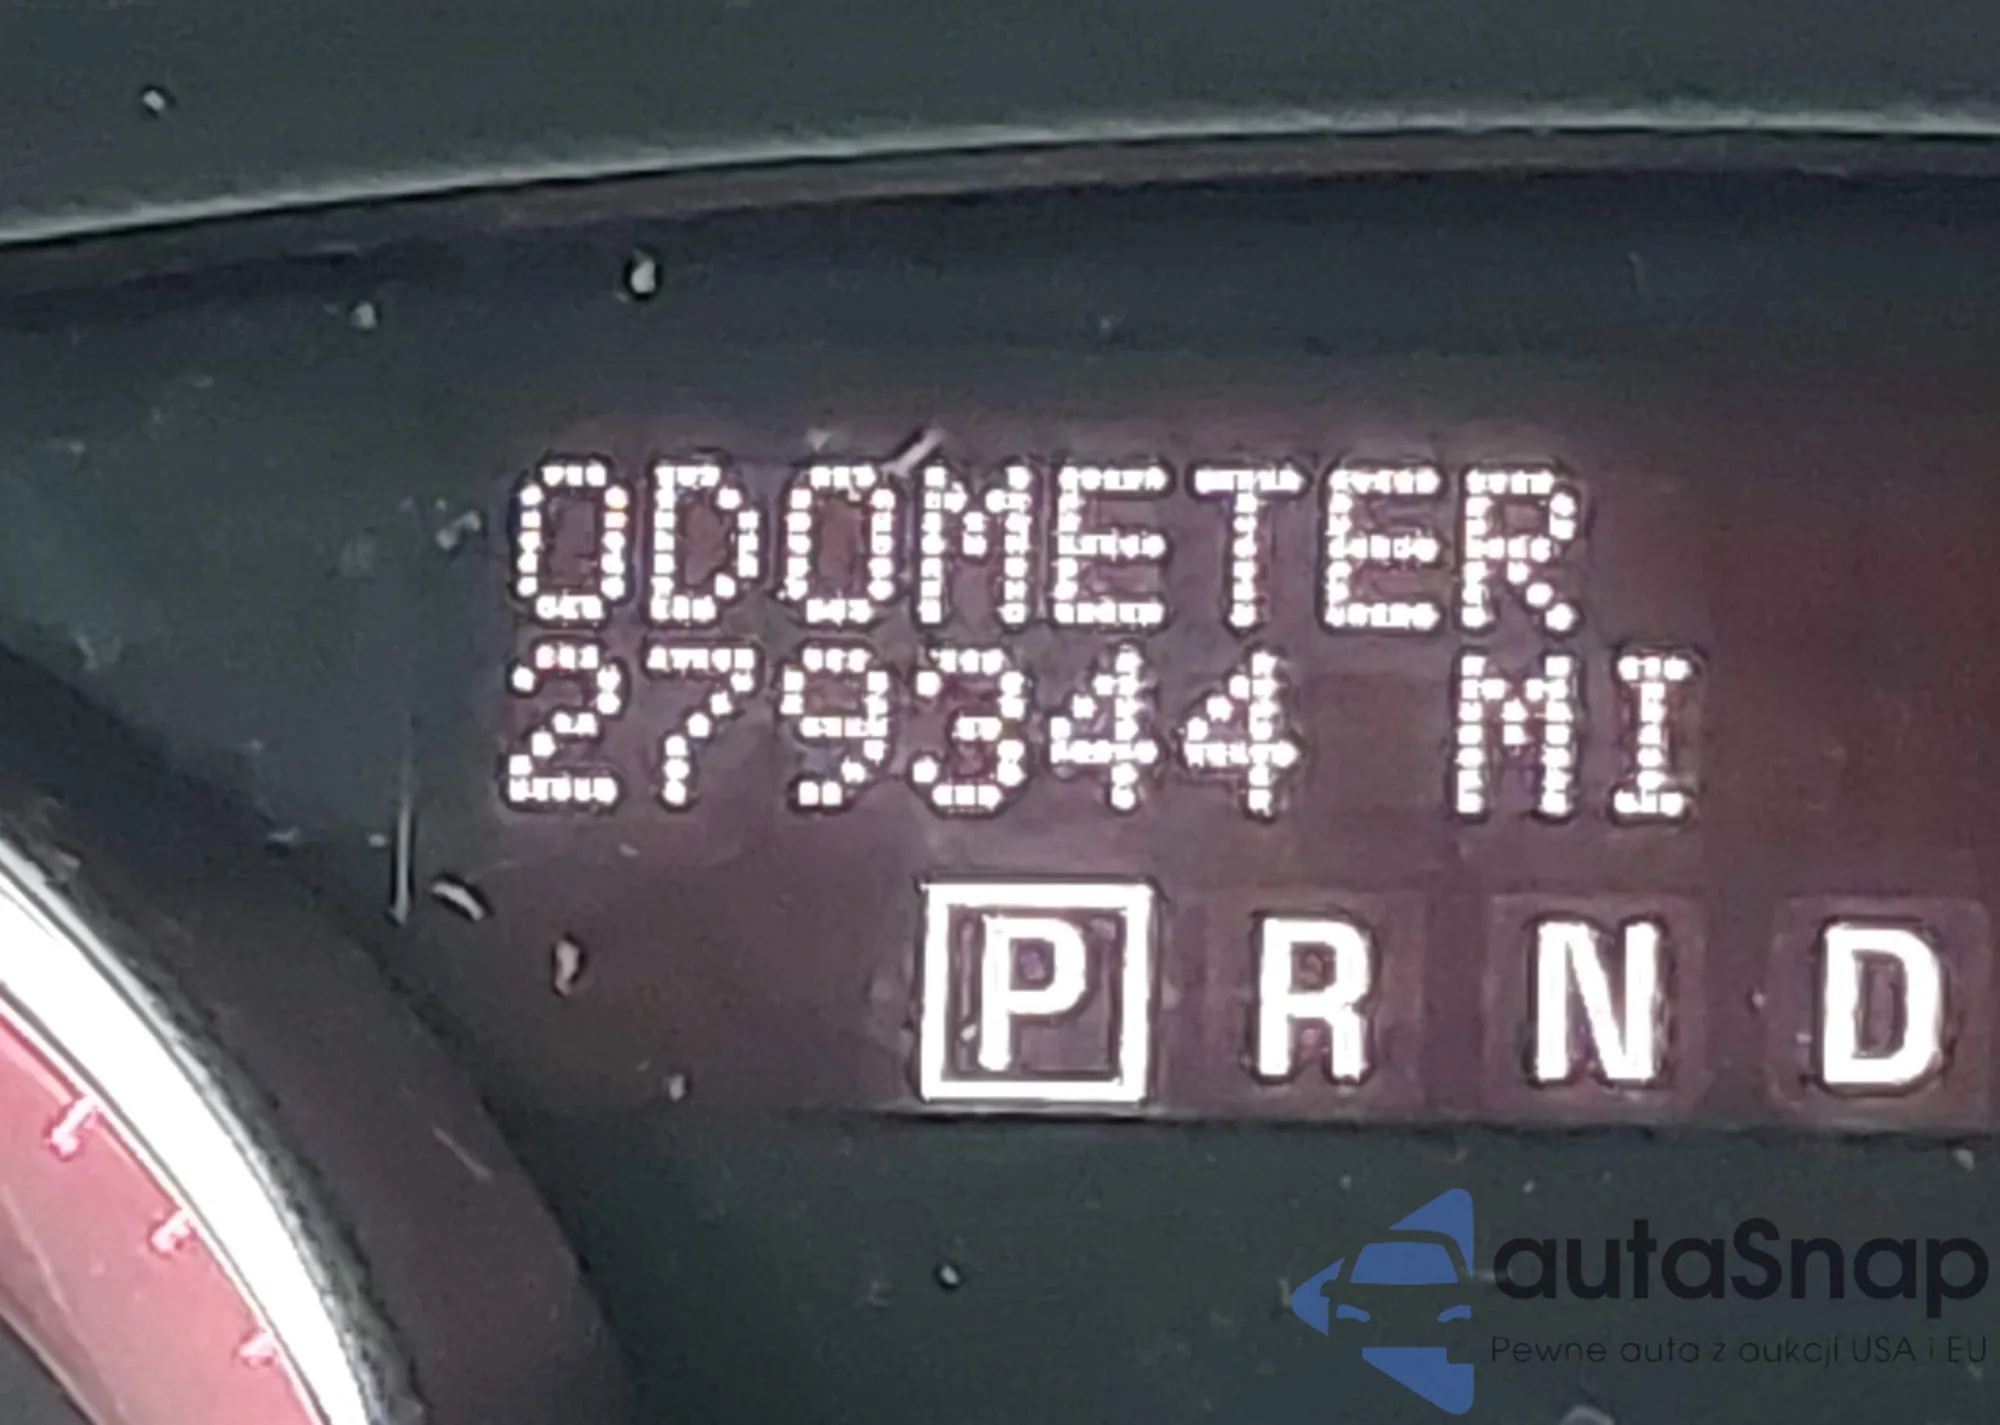 ODOMETER
279344 MI
P R N D
autaSnap
Pewne auta z aukcji USA i EU